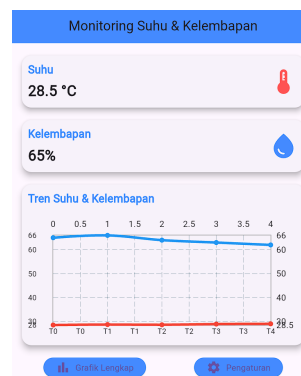 Monitoring Suhu & Kelembapan
Suhu
28.5 °C
Kelembapan
65%
Tren Suhu & Kelembapan
0 0.5 1 1.5 2 2.5 3 3.5 4
66 66
60 60
50 50
40 40
30 30
28 28.5
T0 T0 T1 T1 T2 T2 T3 T3 T4
Grafik Lengkap Pengaturan